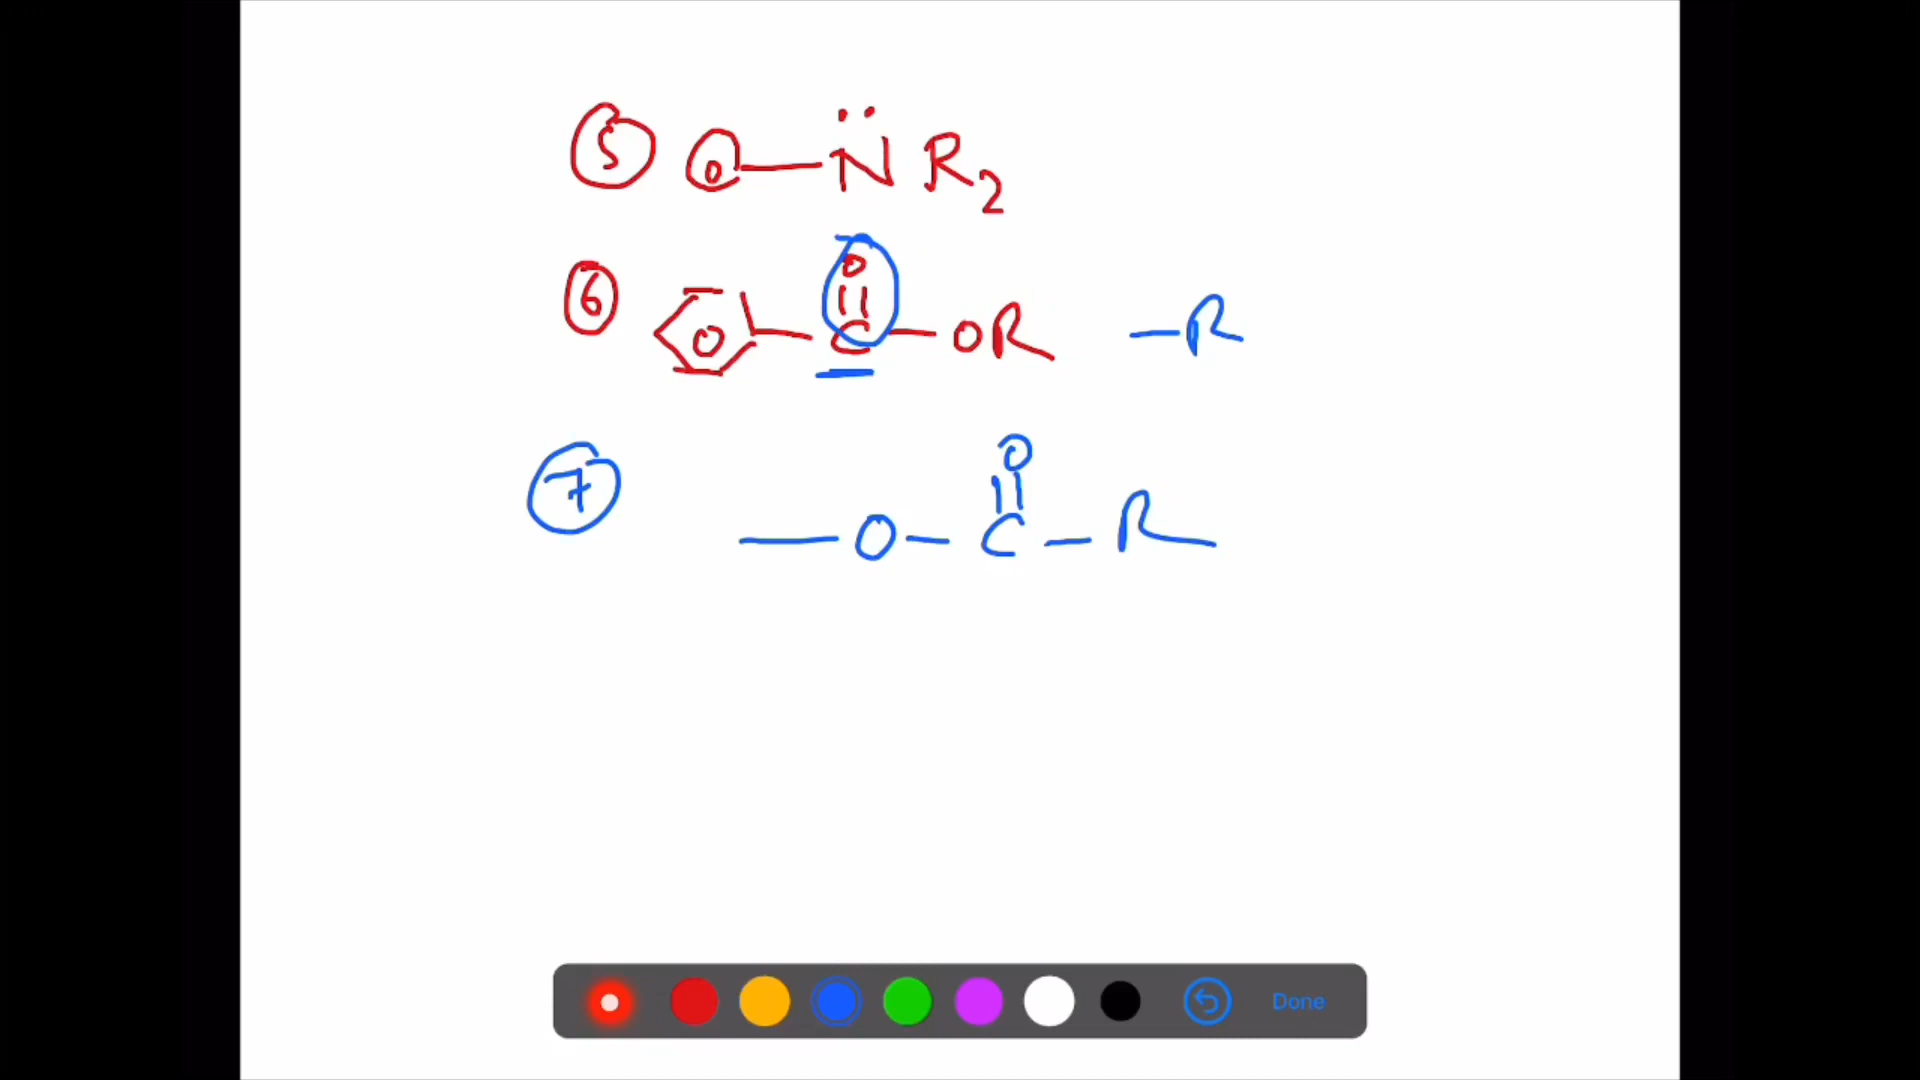 5 O — N̈ R2
6 O — C — OR — R
O
||
7 — O — C — R
O
||
Done